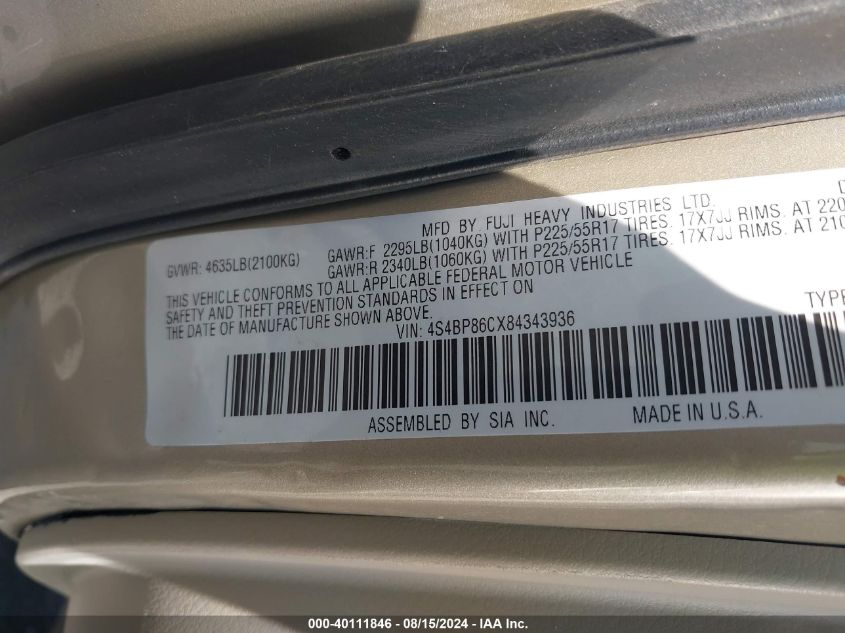 MFD BY. FUJI HEAVY INDUSTRIES LTD.
GVWR: 4635LB(2100KG)
GAWR:F 2295LB(1040KG) WITH P225/55R17 TIRES. 17X7JJ RIMS. AT 220
GAWR:R 2340LB(1060KG) WITH P225/55R17 TIRES. 17X7JJ RIMS. AT 210
THIS VEHICLE CONFORMS TO ALL APPLICABLE FEDERAL MOTOR VEHICLE
SAFETY AND THEFT PREVENTION STANDARDS IN EFFECT ON
THE DATE OF MANUFACTURE SHOWN ABOVE.
VIN: 4S4BP86CX84343936
TYPE
ASSEMBLED BY SIA INC.
MADE IN U.S.A.
000-40111846 - 08/15/2024 - IAA Inc.